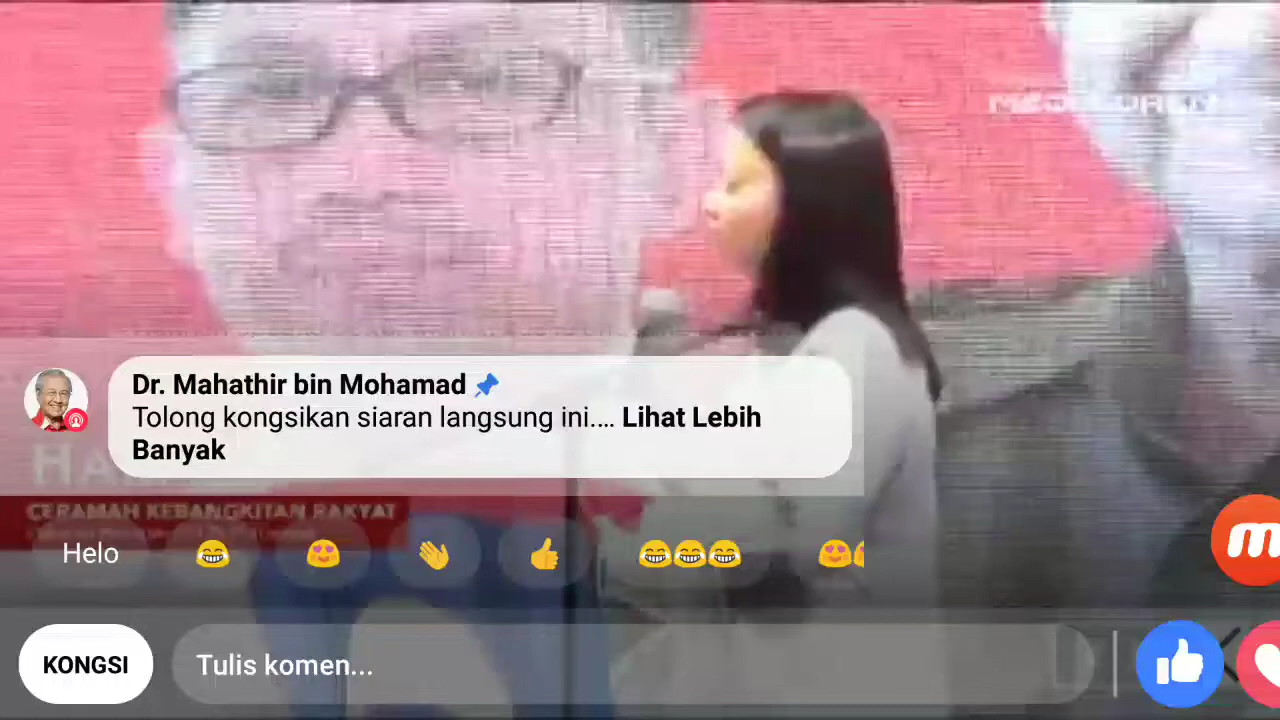 Dr. Mahathir bin Mohamad
Tolong kongsikan siaran langsung ini.... Lihat Lebih
Banyak
CERAMAH KEBANGKITAN RAKYAT
Helo
KONGSI
Tulis komen...